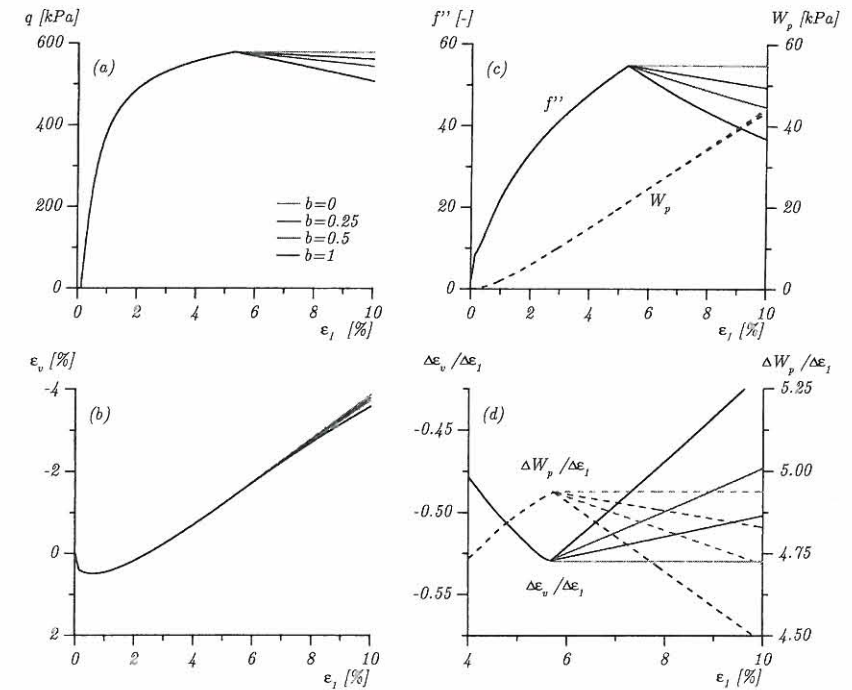 q [kPa]
600
400
200
0
(a)
b=0
b=0.25
b=0.5
b=1
0 2 4 6 8 10
ε1 [%]
f'' [-]
Wp [kPa]
60
40
20
0
(c)
f''
Wp
60
40
20
0
0 2 4 6 8 10
ε1 [%]
εv [%]
-4
-2
0
2
(b)
0 2 4 6 8 10
ε1 [%]
Δεv/Δε1
ΔWp/Δε1
-0.45
-0.50
-0.55
(d)
ΔWp/Δε1
Δεv/Δε1
5.25
5.00
4.75
4.50
4 6 8 10
ε1 [%]